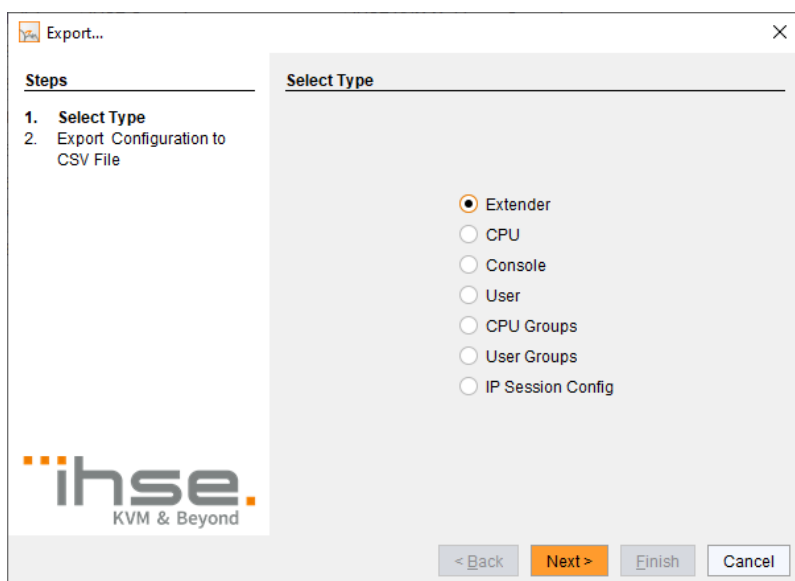 Export...
Steps
1. Select Type
2. Export Configuration to
CSV File
Select Type
Extender
CPU
Console
User
CPU Groups
User Groups
IP Session Config
ihse.
KVM & Beyond
< Back
Next >
Finish
Cancel